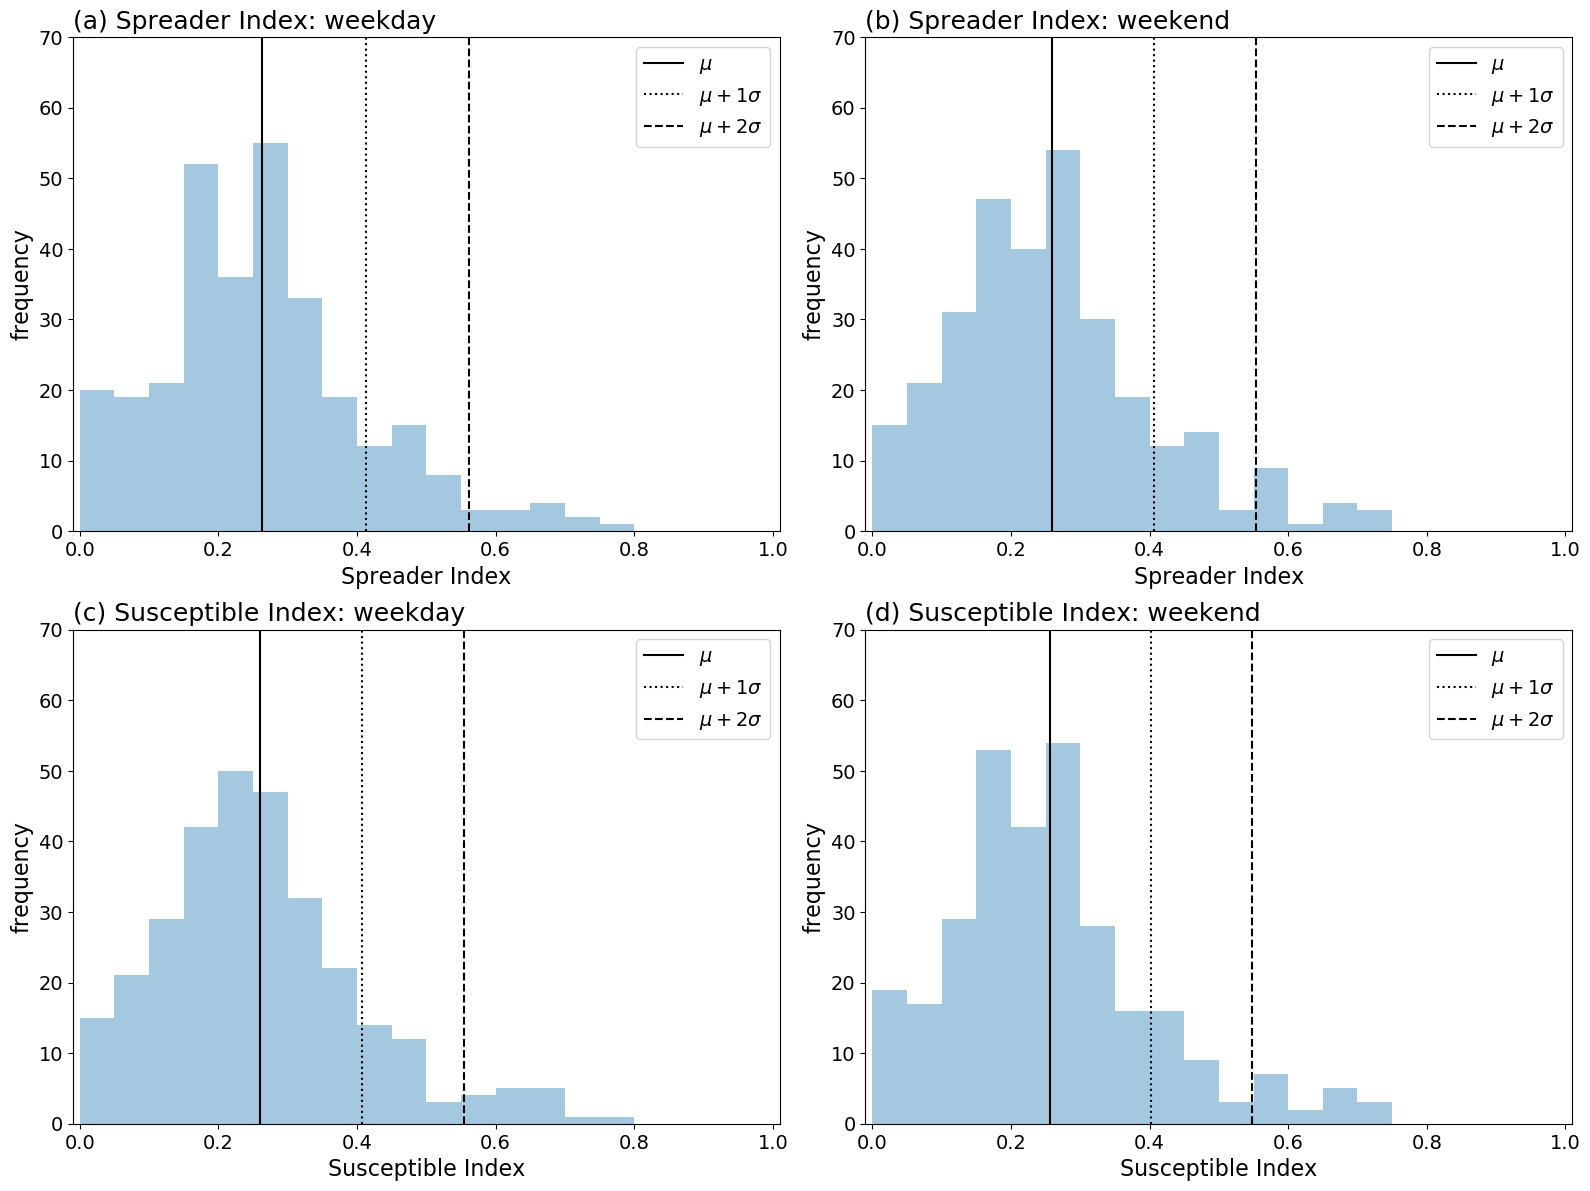 (a) Spreader Index: weekday
70
60
50
40
30
20
10
0
frequency
μ
μ + 1σ
μ + 2σ
0.0 0.2 0.4 0.6 0.8 1.0
Spreader Index
(b) Spreader Index: weekend
70
60
50
40
30
20
10
0
frequency
μ
μ + 1σ
μ + 2σ
0.0 0.2 0.4 0.6 0.8 1.0
Spreader Index
(c) Susceptible Index: weekday
70
60
50
40
30
20
10
0
frequency
μ
μ + 1σ
μ + 2σ
0.0 0.2 0.4 0.6 0.8 1.0
Susceptible Index
(d) Susceptible Index: weekend
70
60
50
40
30
20
10
0
frequency
μ
μ + 1σ
μ + 2σ
0.0 0.2 0.4 0.6 0.8 1.0
Susceptible Index